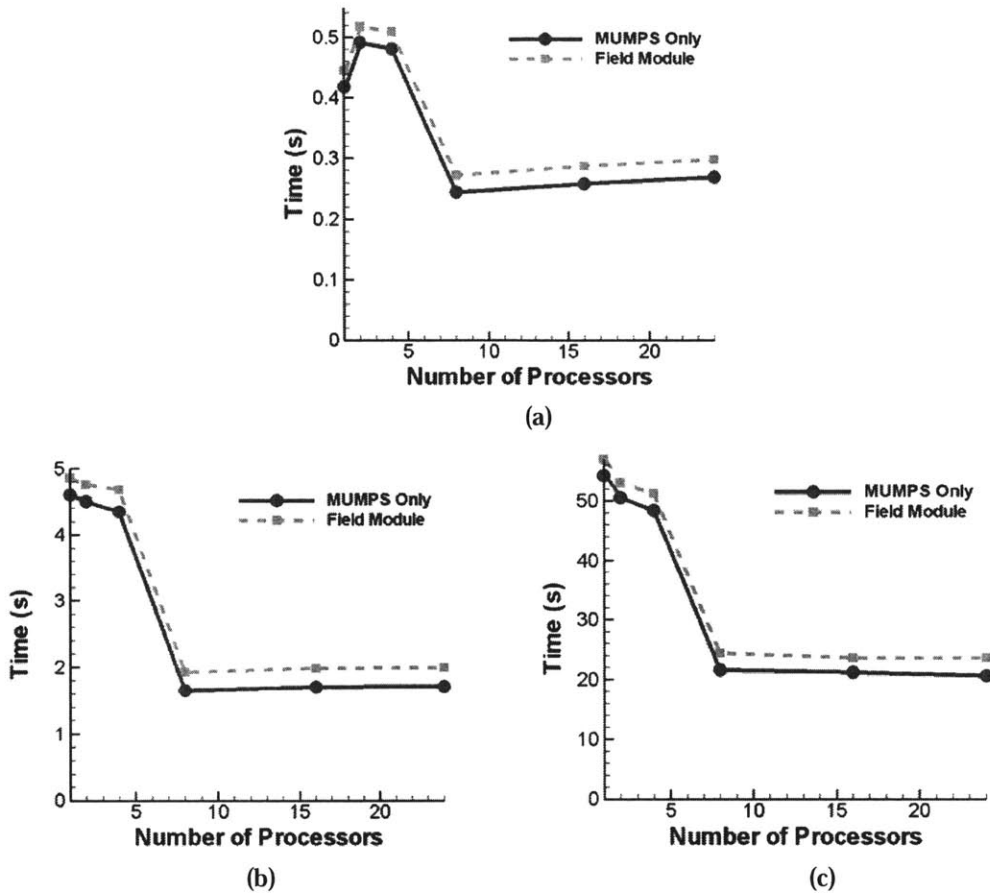 0.5
0.4
0.3
0.2
0.1
0
Time (s)
MUMPS Only
Field Module
5 10 15 20
Number of Processors
(a)
5
4
3
2
1
0
Time (s)
MUMPS Only
Field Module
5 10 15 20
Number of Processors
(b)
50
40
30
20
10
0
Time (s)
MUMPS Only
Field Module
5 10 15 20
Number of Processors
(c)